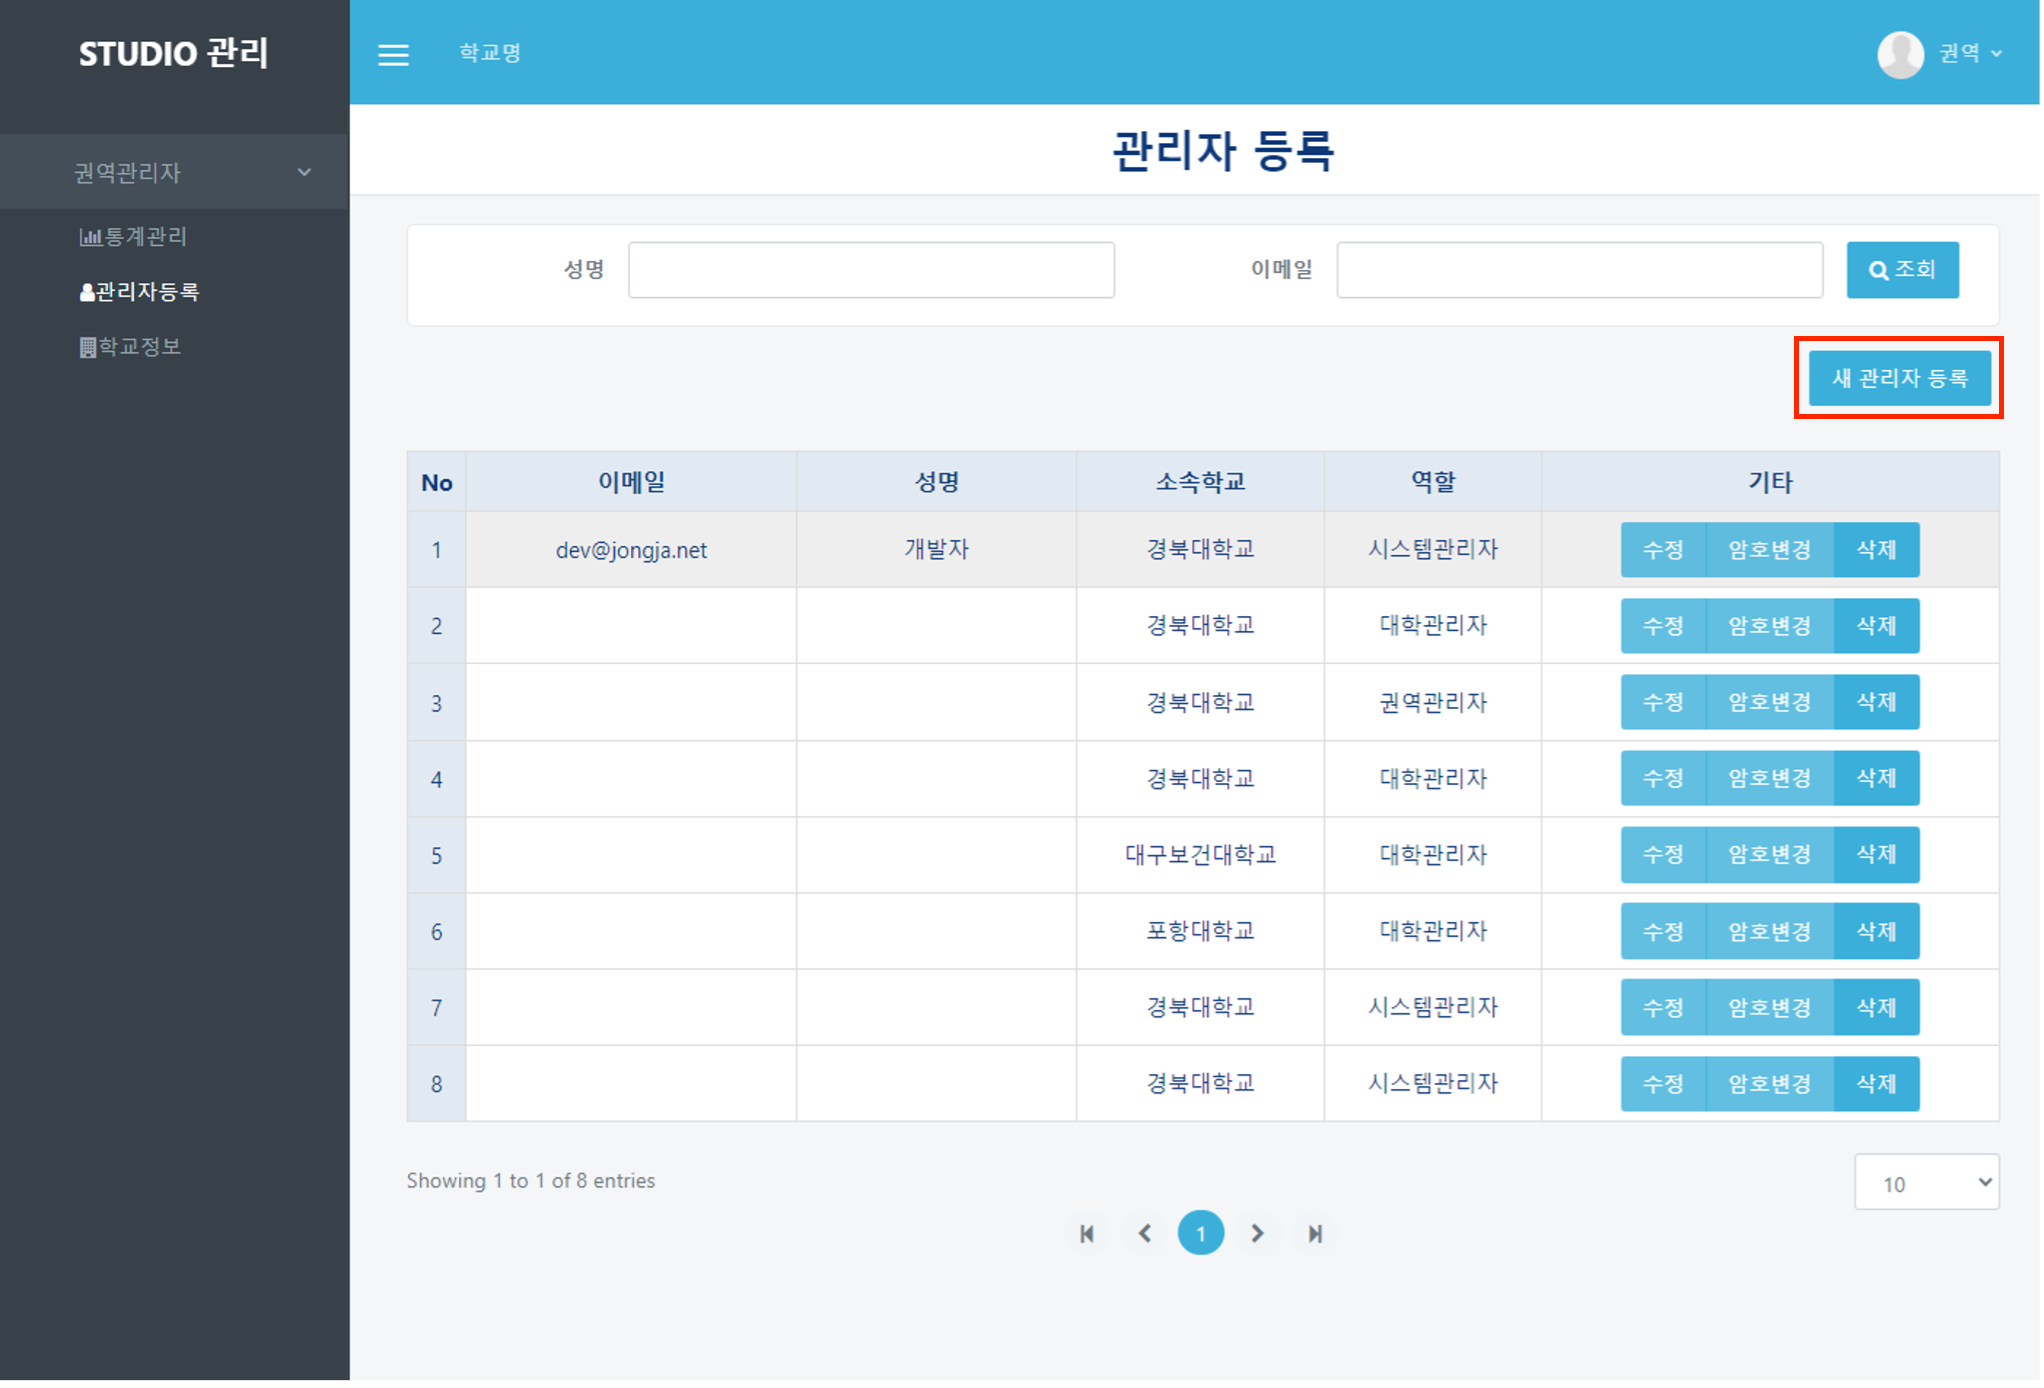 STUDIO 관리
학교명
권역
권역관리자
통계관리
관리자등록
학교정보
관리자 등록
성명
이메일
조회
새 관리자 등록
No 이메일 성명 소속학교 역할 기타
1 dev@jongja.net 개발자 경북대학교 시스템관리자 수정 암호변경 삭제
2 경북대학교 대학관리자 수정 암호변경 삭제
3 경북대학교 권역관리자 수정 암호변경 삭제
4 경북대학교 대학관리자 수정 암호변경 삭제
5 대구보건대학교 대학관리자 수정 암호변경 삭제
6 포항대학교 대학관리자 수정 암호변경 삭제
7 경북대학교 시스템관리자 수정 암호변경 삭제
8 경북대학교 시스템관리자 수정 암호변경 삭제
Showing 1 to 1 of 8 entries
10
1